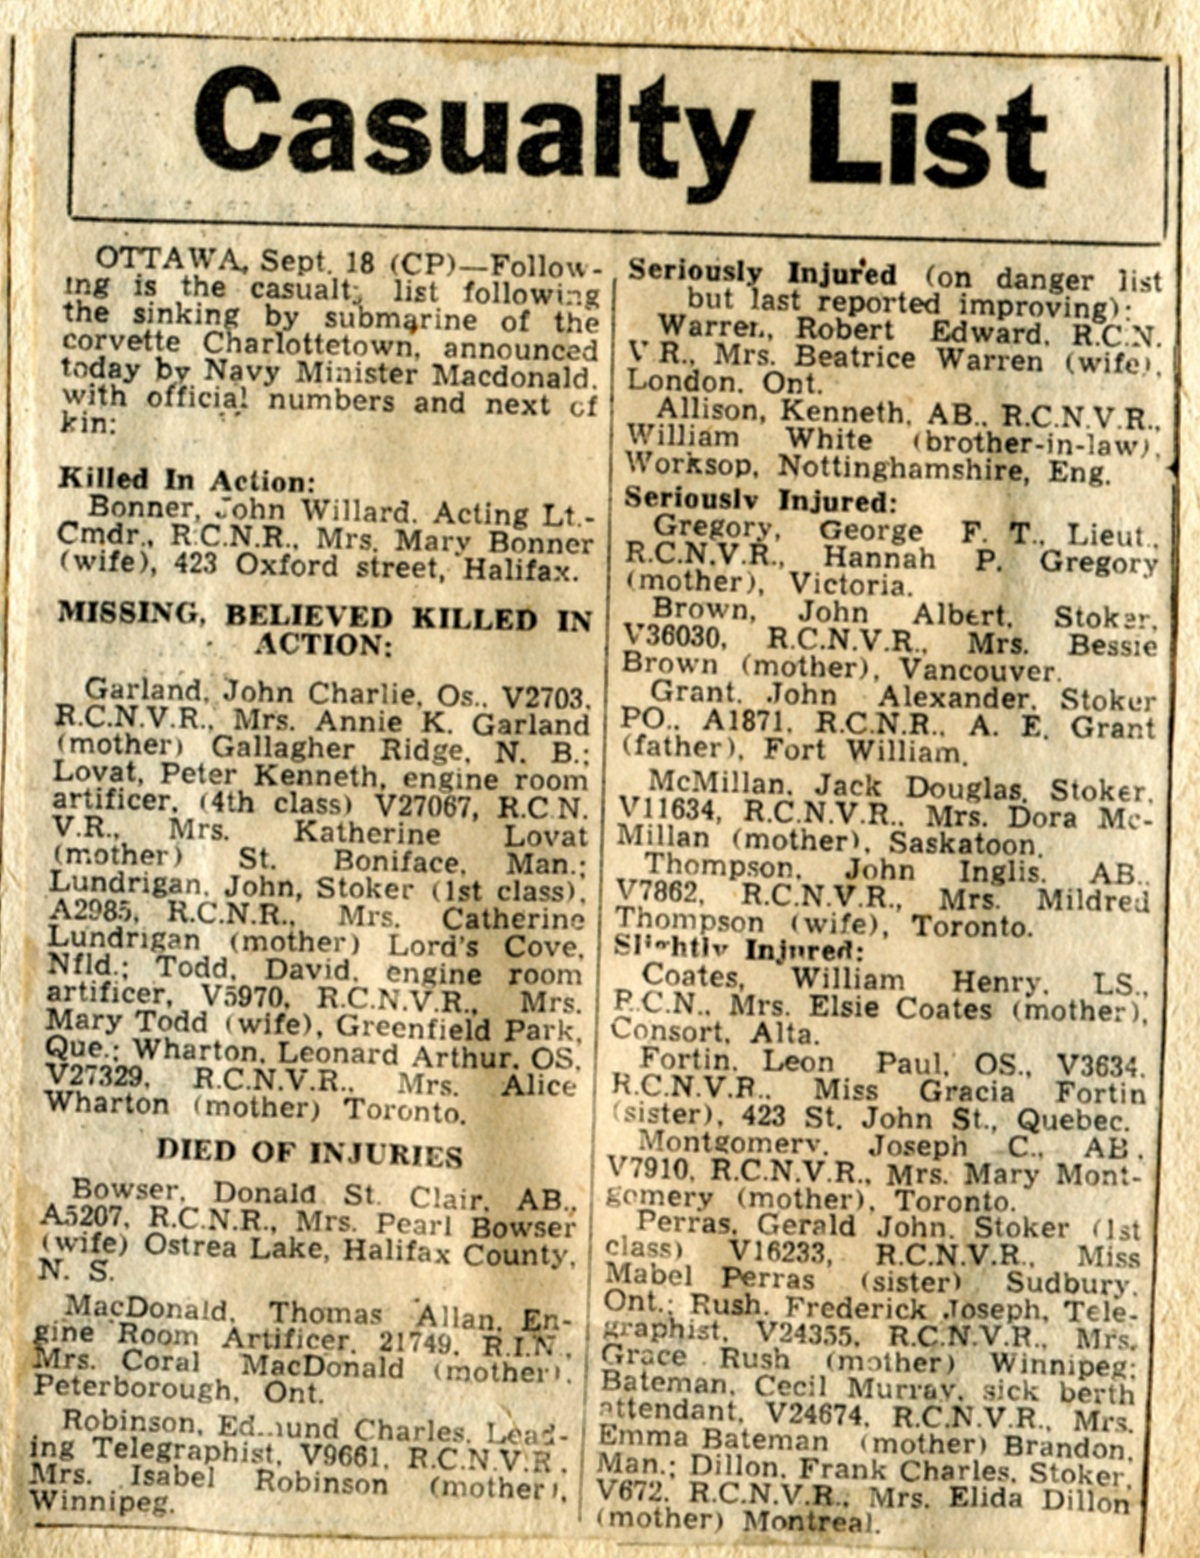 Casualty List
OTTAWA, Sept. 18 (CP)—Follow-
ing is the casualty list following
the sinking by submarine of the
corvette Charlottetown, announced
today by Navy Minister Macdonald,
with official numbers and next of
kin:
Killed In Action:
Bonner, John Willard, Acting Lt.-
Cmdr., R.C.N.R., Mrs. Mary Bonner
(wife), 423 Oxford street, Halifax.
MISSING, BELIEVED KILLED IN
ACTION:
Garland, John Charlie, Os., V2703,
R.C.N.V.R., Mrs. Annie K. Garland
(mother) Gallagher Ridge, N. B.;
Lovat, Peter Kenneth, engine room
artificer, (4th class) V27067, R.C.N.
V.R., Mrs. Katherine Lovat
(mother) St. Boniface, Man.;
Lundrigan, John, Stoker (1st class),
A2985, R.C.N.R., Mrs. Catherine
Lundrigan (mother) Lord's Cove,
Nfld.; Todd, David, engine room
artificer, V5970, R.C.N.V.R., Mrs.
Mary Todd (wife), Greenfield Park,
Que.; Wharton, Leonard Arthur, OS,
V27329, R.C.N.V.R., Mrs. Alice
Wharton (mother) Toronto.
DIED OF INJURIES
Bowser, Donald St. Clair, AB.,
A5207, R.C.N.R., Mrs. Pearl Bowser
(wife) Ostrea Lake, Halifax County,
N. S.
MacDonald, Thomas Allan, En-
gine Room Artificer, 21749, R.I.N.,
Mrs. Coral MacDonald (mother),
Peterborough, Ont.
Robinson, Edmund Charles, Lead-
ing Telegraphist, V9661, R.C.N.V.R.,
Mrs. Isabel Robinson (mother),
Winnipeg.
Seriously Injured (on danger list
but last reported improving):
Warren, Robert Edward, R.C.N.
V.R., Mrs. Beatrice Warren (wife),
London, Ont.
Allison, Kenneth, AB., R.C.N.V.R.,
William White (brother-in-law),
Worksop, Nottinghamshire, Eng.
Seriously Injured:
Gregory, George F. T., Lieut.,
R.C.N.V.R., Hannah P. Gregory
(mother), Victoria.
Brown, John Albert, Stoker,
V36030, R.C.N.V.R., Mrs. Bessie
Brown (mother), Vancouver.
Grant, John Alexander, Stoker
PO., A1871, R.C.N.R., A. E. Grant
(father), Fort William.
McMillan, Jack Douglas, Stoker,
V11634, R.C.N.V.R., Mrs. Dora Mc-
Millan (mother), Saskatoon.
Thompson, John Inglis, AB.,
V7862, R.C.N.V.R., Mrs. Mildred
Thompson (wife), Toronto.
Slightly Injured:
Coates, William Henry, LS.,
R.C.N., Mrs. Elsie Coates (mother),
Consort, Alta.
Fortin, Leon Paul, OS., V3634,
R.C.N.V.R., Miss Gracia Fortin
(sister), 423 St. John St., Quebec.
Montgomery, Joseph C., AB.,
V7910, R.C.N.V.R., Mrs. Mary Mont-
gomery (mother), Toronto.
Perras, Gerald John, Stoker (1st
class) V16233, R.C.N.V.R., Miss
Mabel Perras (sister) Sudbury,
Ont.; Rush, Frederick Joseph, Tele-
graphist, V24355, R.C.N.V.R., Mrs.
Grace Rush (mother) Winnipeg;
Bateman, Cecil Murray, sick berth
attendant, V24674, R.C.N.V.R., Mrs.
Emma Bateman (mother) Brandon,
Man.; Dillon, Frank Charles, Stoker,
V672, R.C.N.V.R., Mrs. Elida Dillon
(mother) Montreal.